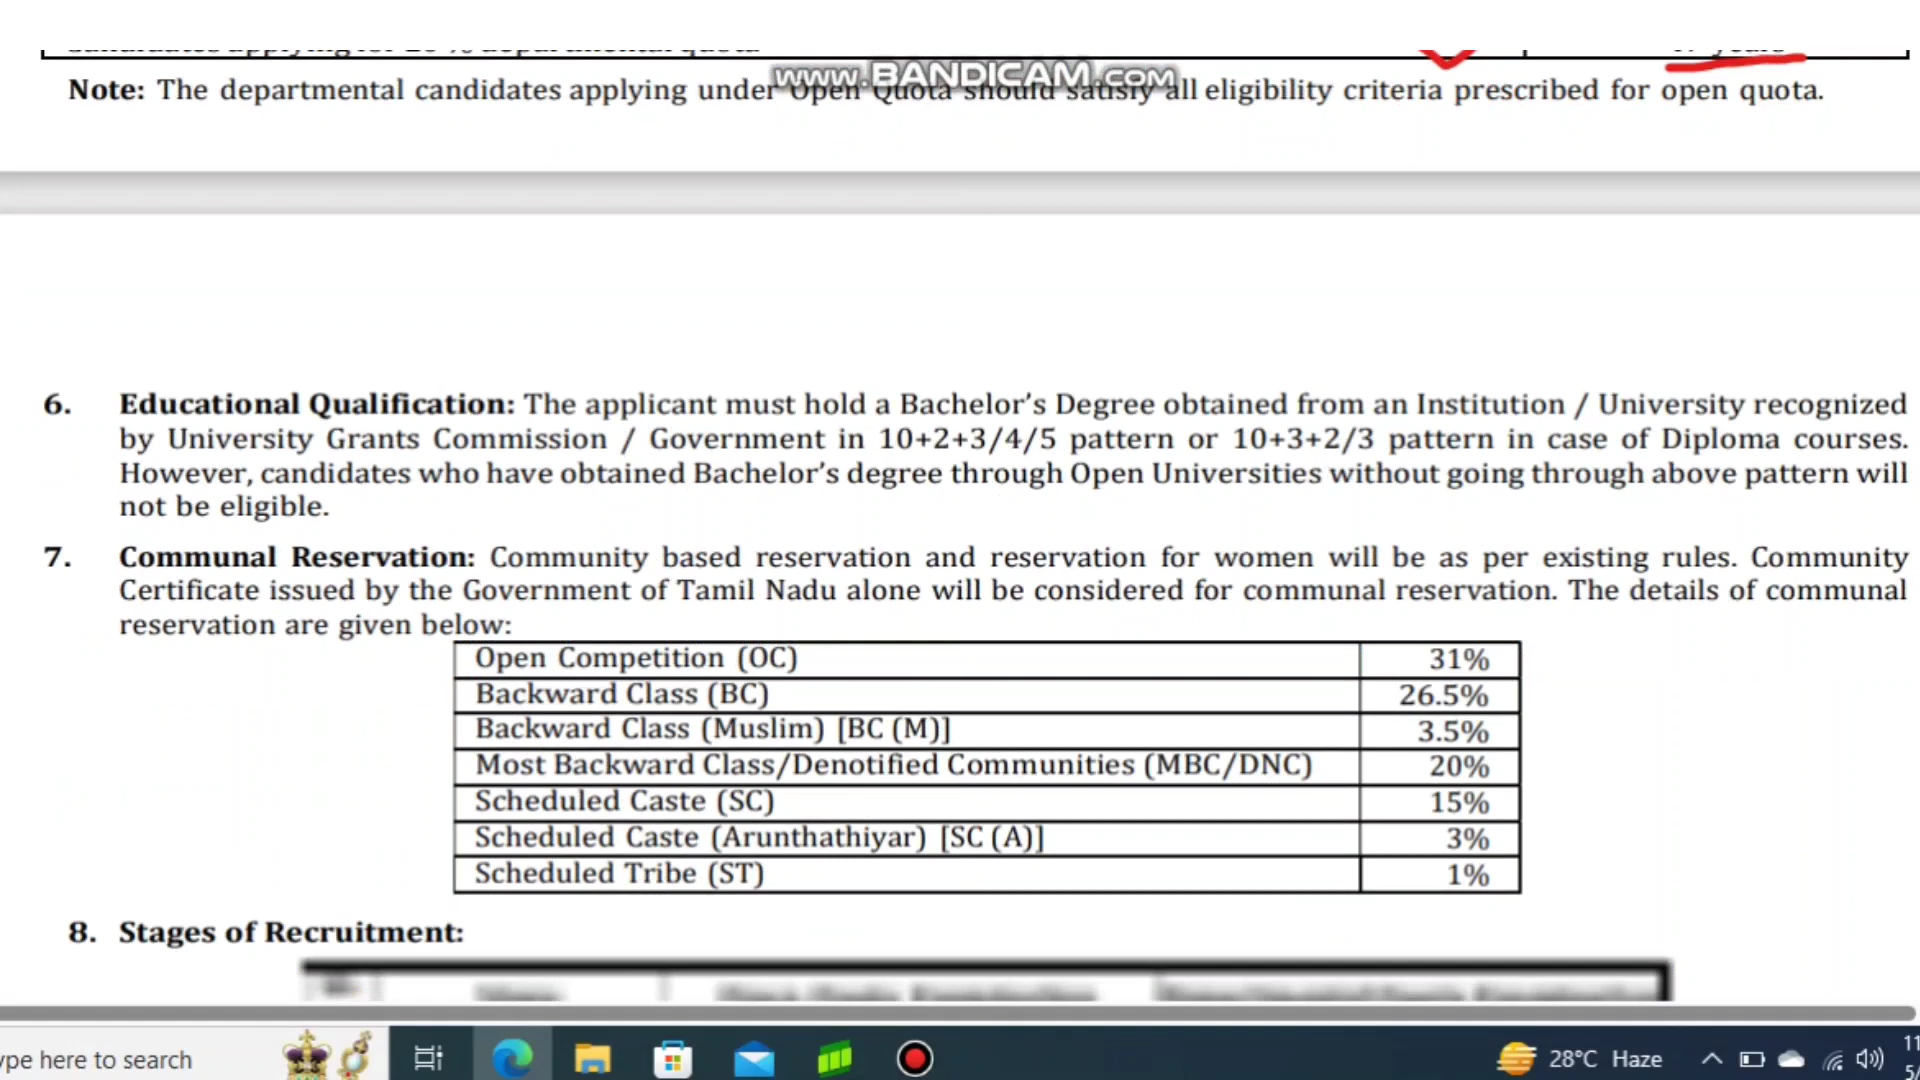 www.BANDICAM.COM
Note: The departmental candidates applying under Open Quota should satisfy all eligibility criteria prescribed for open quota.
6. Educational Qualification: The applicant must hold a Bachelor’s Degree obtained from an Institution / University recognized
by University Grants Commission / Government in 10+2+3/4/5 pattern or 10+3+2/3 pattern in case of Diploma courses.
However, candidates who have obtained Bachelor’s degree through Open Universities without going through above pattern will
not be eligible.
7. Communal Reservation: Community based reservation and reservation for women will be as per existing rules. Community
Certificate issued by the Government of Tamil Nadu alone will be considered for communal reservation. The details of communal
reservation are given below:
Open Competition (OC) 31%
Backward Class (BC) 26.5%
Backward Class (Muslim) [BC (M)] 3.5%
Most Backward Class/Denotified Communities (MBC/DNC) 20%
Scheduled Caste (SC) 15%
Scheduled Caste (Arunthathiyar) [SC (A)] 3%
Scheduled Tribe (ST) 1%
8. Stages of Recruitment:
ype here to search
28°C Haze